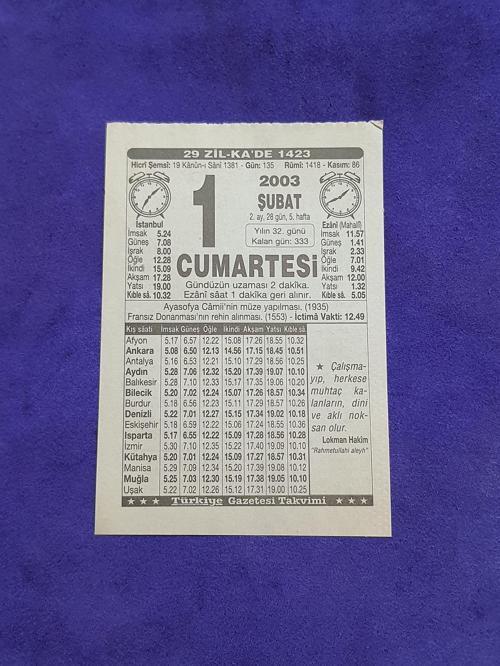 29 ZİL-KA'DE 1423
Hicrî Şemsî: 19 Kânûn-ı Sâni 1381 - Gün: 135 Rûmî: 1418 - Kasım: 86
1
2003
ŞUBAT
2. ay, 28 gün, 5. hafta
Yılın 32. günü
Kalan gün: 333
İstanbul
İmsak 5.24
Güneş 7.08
İşrak 8.00
Öğle 12.28
İkindi 15.09
Akşam 17.28
Yatsı 19.00
Kıble sâ. 10.32
Ezânî (Mahallî)
İmsak 11.57
Güneş 1.41
İsrak 2.33
Öğle 7.01
İkindi 9.42
Akşam 12.00
Yatsı 1.32
Kıble sâ. 5.05
CUMARTESİ
Gündüzün uzaması 2 dakîka.
Ezânî sâat 1 dakîka geri alınır.
Ayasofya Câmii'nin müze yapılması. (1935)
Fransız Donanması'nın rehin alınması. (1553) - İctimâ Vakti: 12.49
Kış sâati İmsak Güneş Öğle İkindi Akşam Yatsı Kıble sâ.
Afyon 5.17 6.57 12.22 15.08 17.26 18.55 10.32
Ankara 5.08 6.50 12.13 14.56 17.15 18.45 10.51
Antalya 5.16 6.53 12.21 15.10 17.29 18.56 10.23
Aydın 5.28 7.06 12.32 15.20 17.39 19.07 10.10
Balıkesir 5.28 7.10 12.33 15.17 17.35 19.06 10.20
Bilecik 5.20 7.02 12.24 15.07 17.26 18.57 10.34
Burdur 5.18 6.56 12.23 15.11 17.29 18.57 10.26
Denizli 5.22 7.01 12.27 15.15 17.34 19.02 10.18
Eskişehir 5.18 6.59 12.22 15.06 17.24 18.55 10.36
Isparta 5.17 6.55 12.22 15.09 17.28 18.56 10.28
İzmir 5.30 7.10 12.35 15.22 17.40 19.09 10.10
Kütahya 5.20 7.01 12.24 15.09 17.27 18.57 10.31
Manisa 5.29 7.09 12.34 15.20 17.39 19.08 10.12
Muğla 5.25 7.03 12.30 15.19 17.38 19.05 10.10
Uşak 5.22 7.02 12.26 15.12 17.31 19.00 10.25
★ Çalışma-
yıp, herkese
muhtaç ka-
lanların, dini
ve aklı nok-
san olur.
Lokman Hakîm
"Rahmetullahi aleyh"
★ ★ ★ Türkiye Gazetesi Takvimi ★ ★ ★